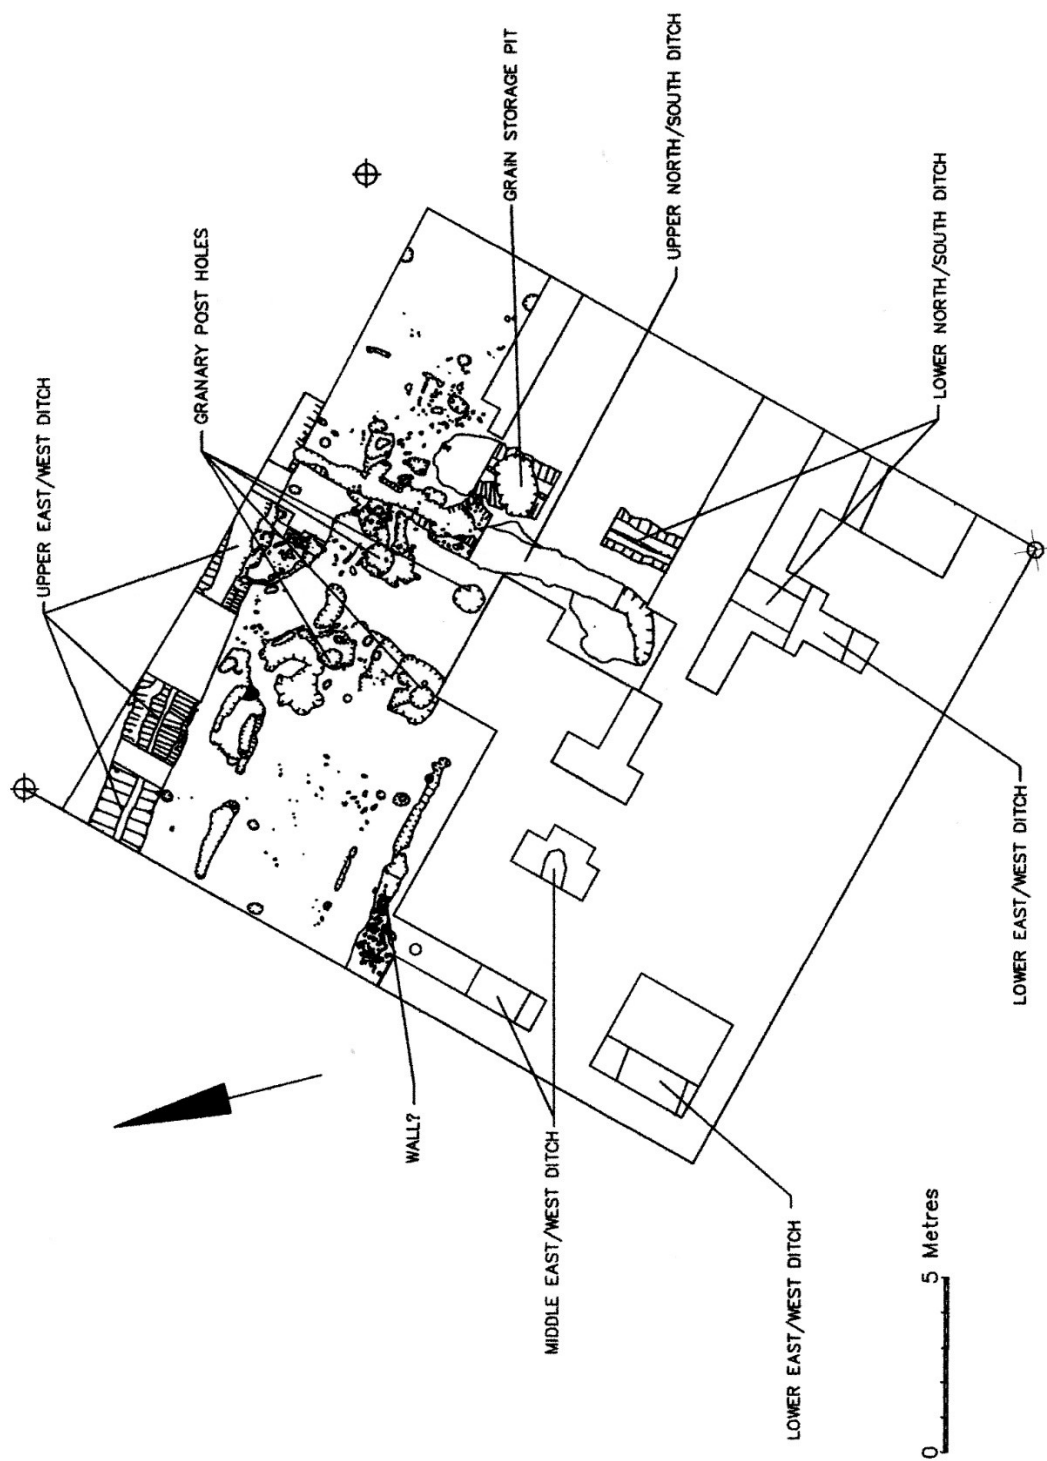 UPPER EAST/WEST DITCH
GRANARY POST HOLES
GRAIN STORAGE PIT
UPPER NORTH/SOUTH DITCH
LOWER NORTH/SOUTH DITCH
WALL?
MIDDLE EAST/WEST DITCH
LOWER EAST/WEST DITCH
LOWER EAST/WEST DITCH
0 5 Metres